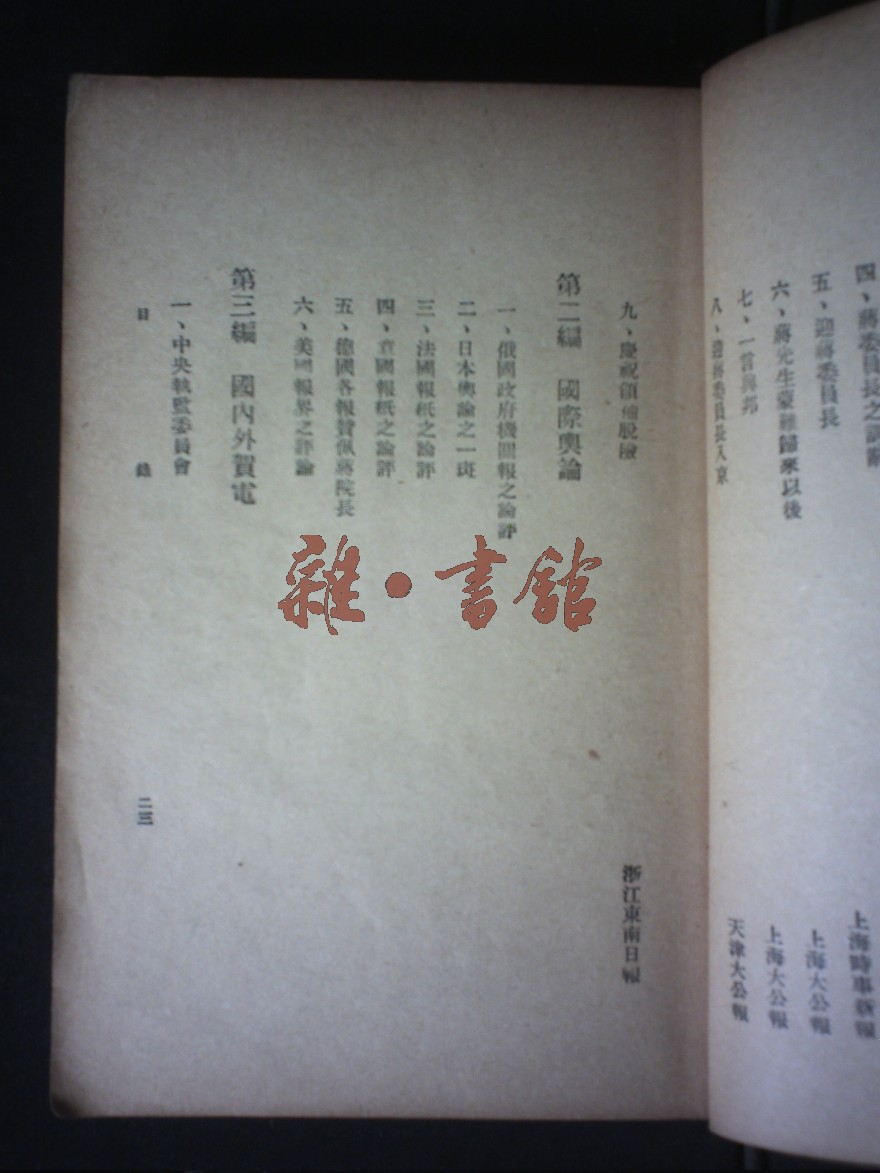 四、蔣委員長之訓辭
上海時事新報
五、迎蔣委員長
上海大公報
六、蔣先生蒙難歸來以後
上海大公報
七、一言興邦
天津大公報
八、迎蔣委員長入京
九、慶祝領袖脫險
浙江東南日報
第二編 國際輿論
一、俄國政府機關報之論評
二、日本輿論之一斑
三、法國報紙之論評
四、意國報紙之論評
五、德國各報贊佩蔣院長
六、美國報界之評論
第三編 國內外賀電
一、中央執監委員會
目 錄
二三
雜·書館